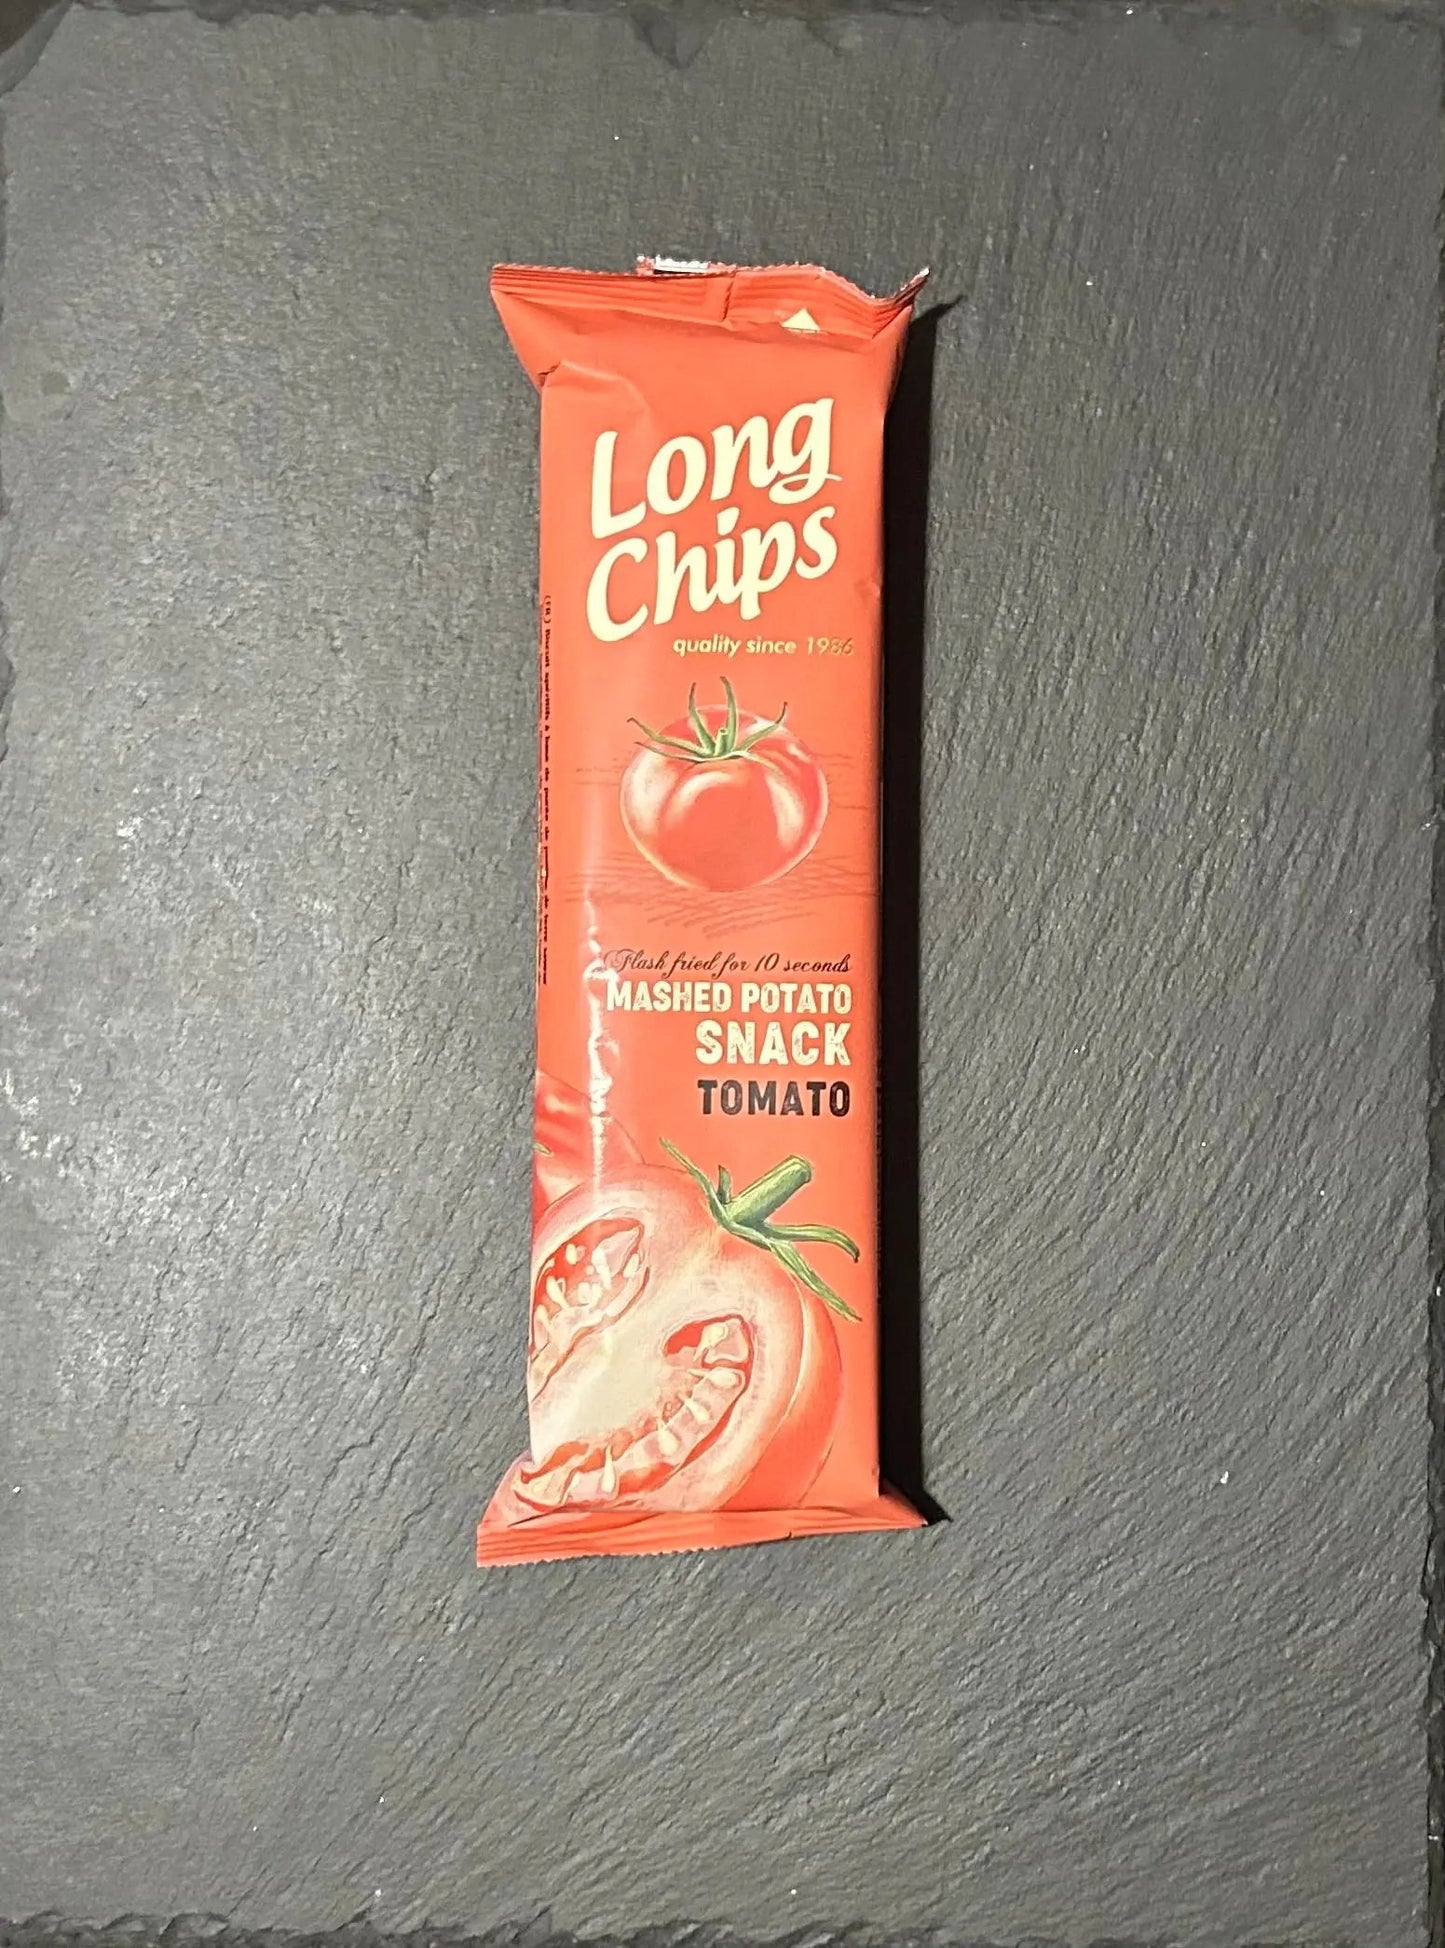 Long
Chips
quality since 1986
Flash fried for 10 seconds
MASHED POTATO
SNACK
TOMATO